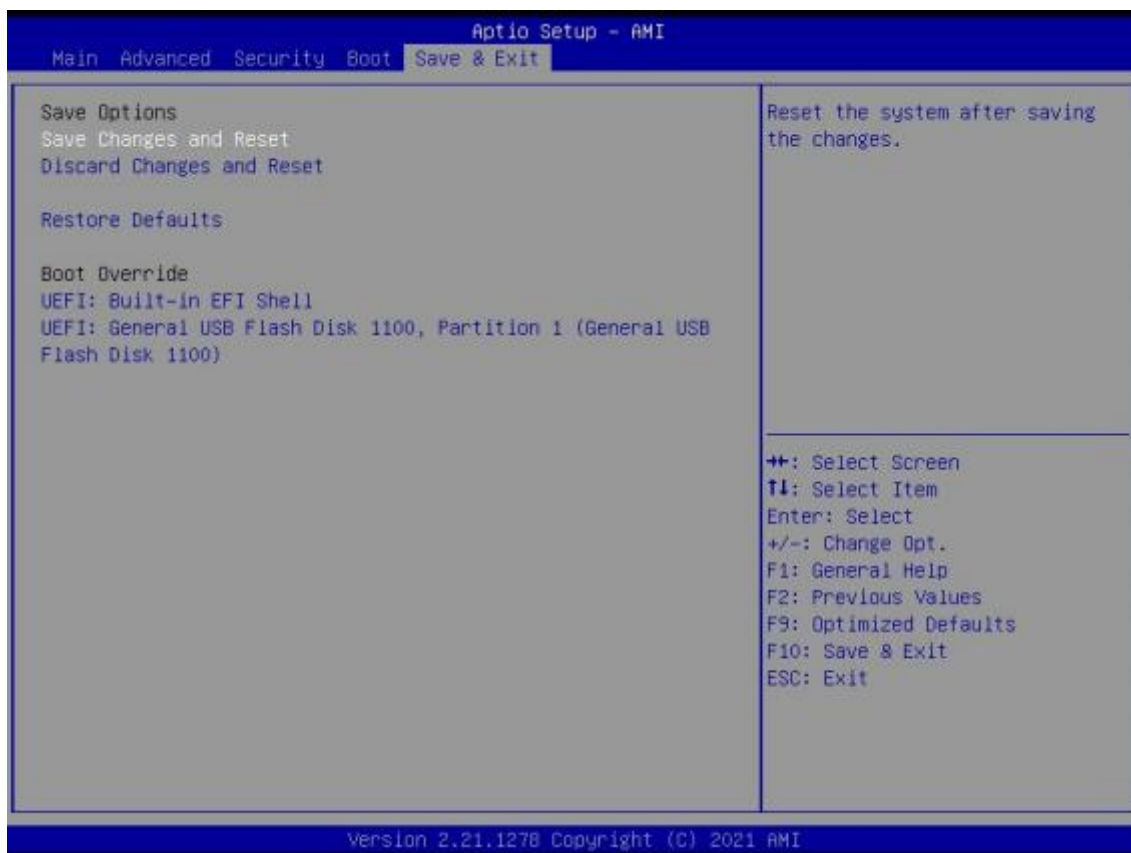 Aptio Setup - AMI
Main Advanced Security Boot Save & Exit
Save Options
Save Changes and Reset
Discard Changes and Reset
Restore Defaults
Boot Override
UEFI: Built-in EFI Shell
UEFI: General USB Flash Disk 1100, Partition 1 (General USB
Flash Disk 1100)
Reset the system after saving
the changes.
→←: Select Screen
↑↓: Select Item
Enter: Select
+/-: Change Opt.
F1: General Help
F2: Previous Values
F9: Optimized Defaults
F10: Save & Exit
ESC: Exit
Version 2.21.1278 Copyright (C) 2021 AMI